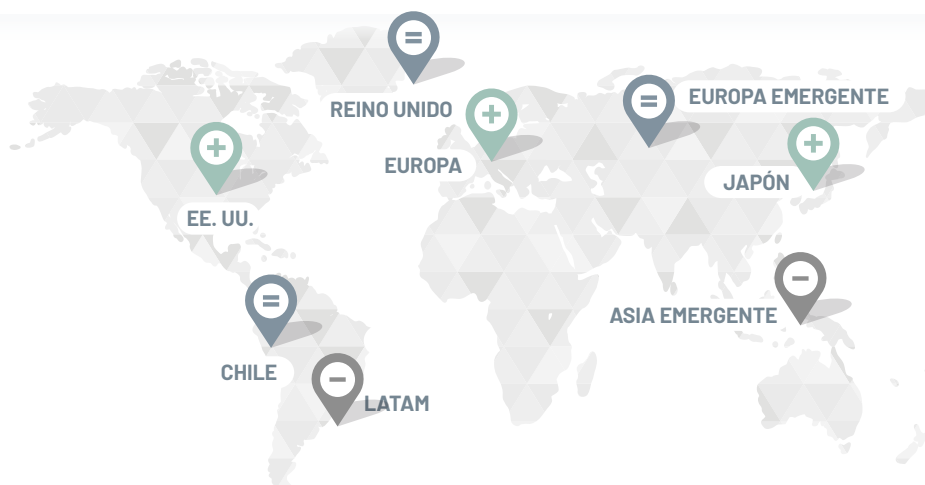 =
REINO UNIDO
+
EUROPA
=
EUROPA EMERGENTE
+
JAPÓN
+
EE. UU.
=
CHILE
−
LATAM
−
ASIA EMERGENTE